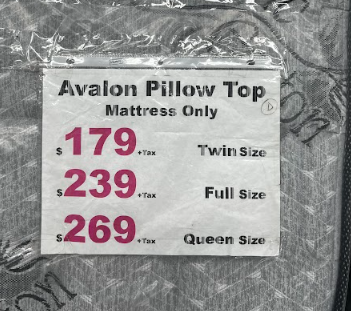 Avalon Pillow Top
Mattress Only
$179+Tax Twin Size
$239+Tax Full Size
$269+Tax Queen Size